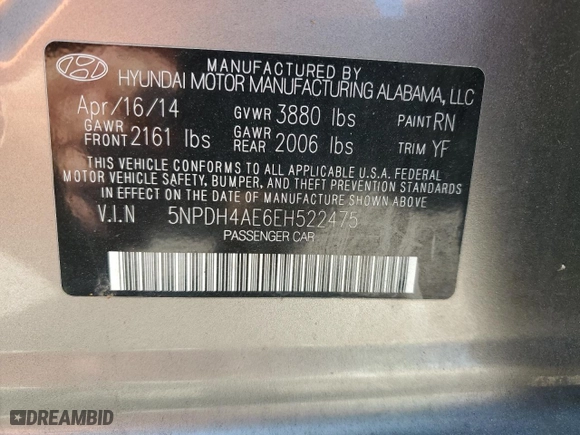 MANUFACTURED BY
HYUNDAI MOTOR MANUFACTURING ALABAMA, LLC
Apr/16/14 GVWR 3880 lbs PAINT RN
GAWR FRONT 2161 lbs GAWR REAR 2006 lbs TRIM YF
THIS VEHICLE CONFORMS TO ALL APPLICABLE U.S.A. FEDERAL
MOTOR VEHICLE SAFETY, BUMPER, AND THEFT PREVENTION STANDARDS
IN EFFECT ON THE DATE OF MANUFACTURE SHOWN ABOVE.
V.I.N 5NPDH4AE6EH522475
PASSENGER CAR
DREAMBID